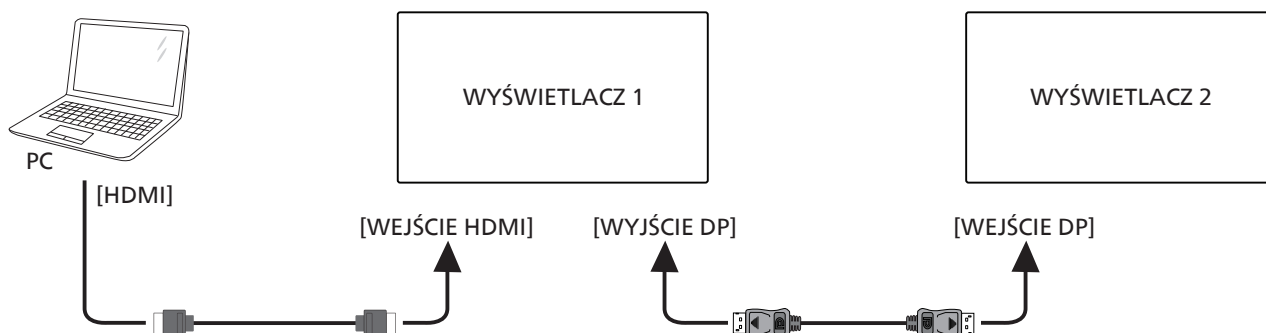 WYŚWIETLACZ 1
WYŚWIETLACZ 2
PC
[HDMI]
[WEJŚCIE HDMI]
[WYJŚCIE DP]
[WEJŚCIE DP]